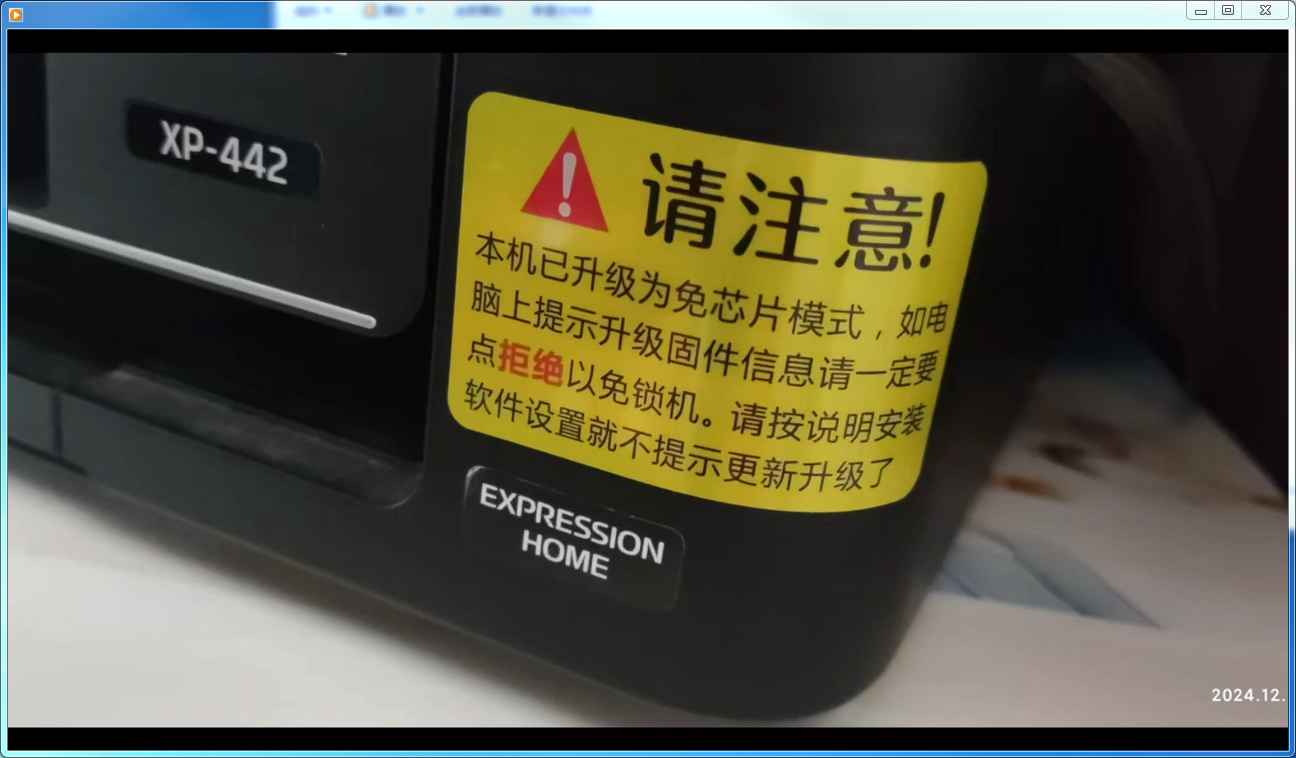 XP-442
请注意!
本机已升级为免芯片模式，如电
脑上提示升级固件信息请一定要
点拒绝以免锁机。请按说明安装
软件设置就不提示更新升级了
EXPRESSION
HOME
2024.12.